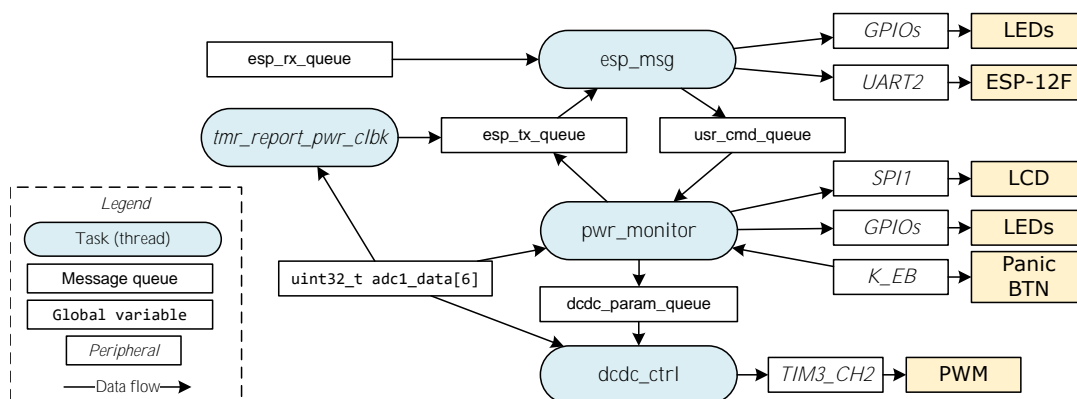 esp_rx_queue
esp_msg
GPIOs
LEDs
UART2
ESP-12F
tmr_report_pwr_clbk
esp_tx_queue
usr_cmd_queue
SPI1
LCD
pwr_monitor
GPIOs
LEDs
K_EB
Panic
BTN
uint32_t adc1_data[6]
dcdc_param_queue
dcdc_ctrl
TIM3_CH2
PWM
Legend
Task (thread)
Message queue
Global variable
Peripheral
Data flow